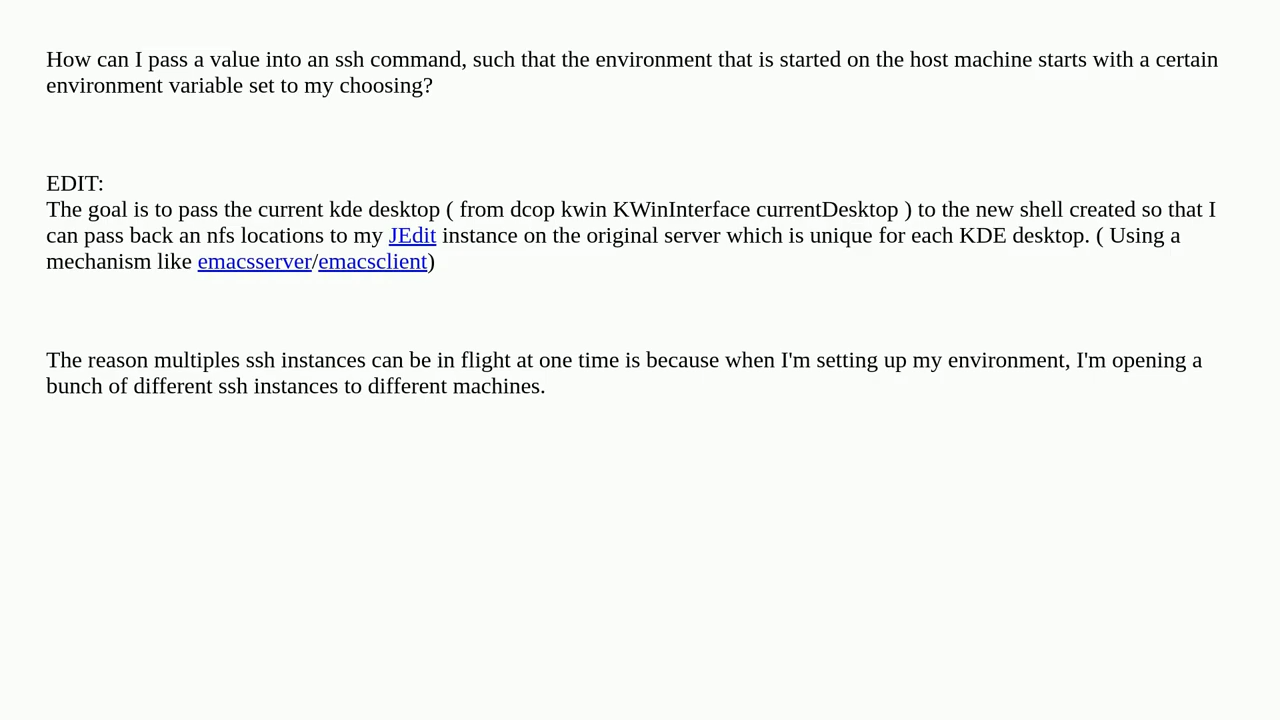 How can I pass a value into an ssh command, such that the environment that is started on the host machine starts with a certain
environment variable set to my choosing?
EDIT:
The goal is to pass the current kde desktop ( from dcop kwin KWinInterface currentDesktop ) to the new shell created so that I
can pass back an nfs locations to my JEdit instance on the original server which is unique for each KDE desktop. ( Using a
mechanism like emacsserver/emacsclient)
The reason multiples ssh instances can be in flight at one time is because when I'm setting up my environment, I'm opening a
bunch of different ssh instances to different machines.